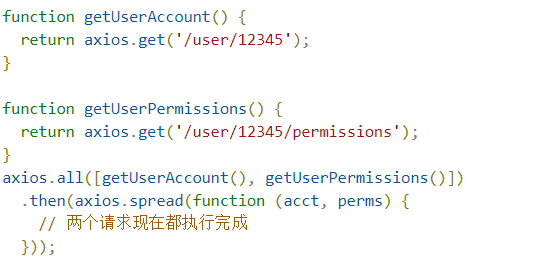 function getUserAccount() {
  return axios.get('/user/12345');
}

function getUserPermissions() {
  return axios.get('/user/12345/permissions');
}
axios.all([getUserAccount(), getUserPermissions()])
  .then(axios.spread(function (acct, perms) {
    // 两个请求现在都执行完成
  }));